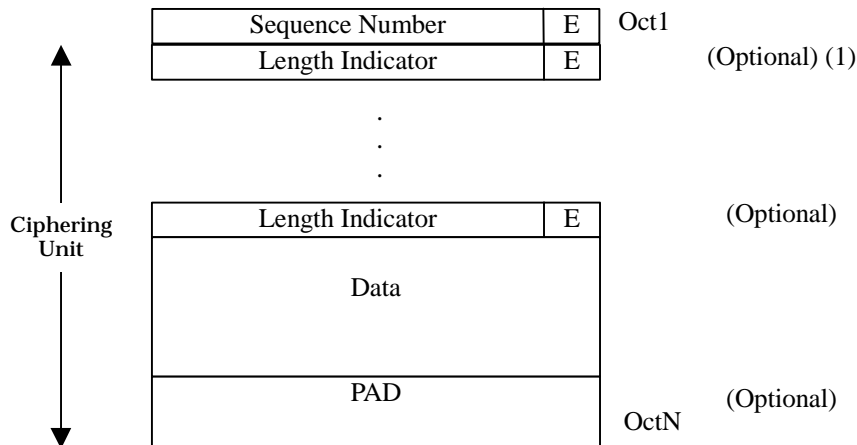 Sequence Number E Oct1
Length Indicator E (Optional) (1)
.
.
.
Length Indicator E (Optional)
Ciphering
Unit
Data
PAD (Optional)
OctN